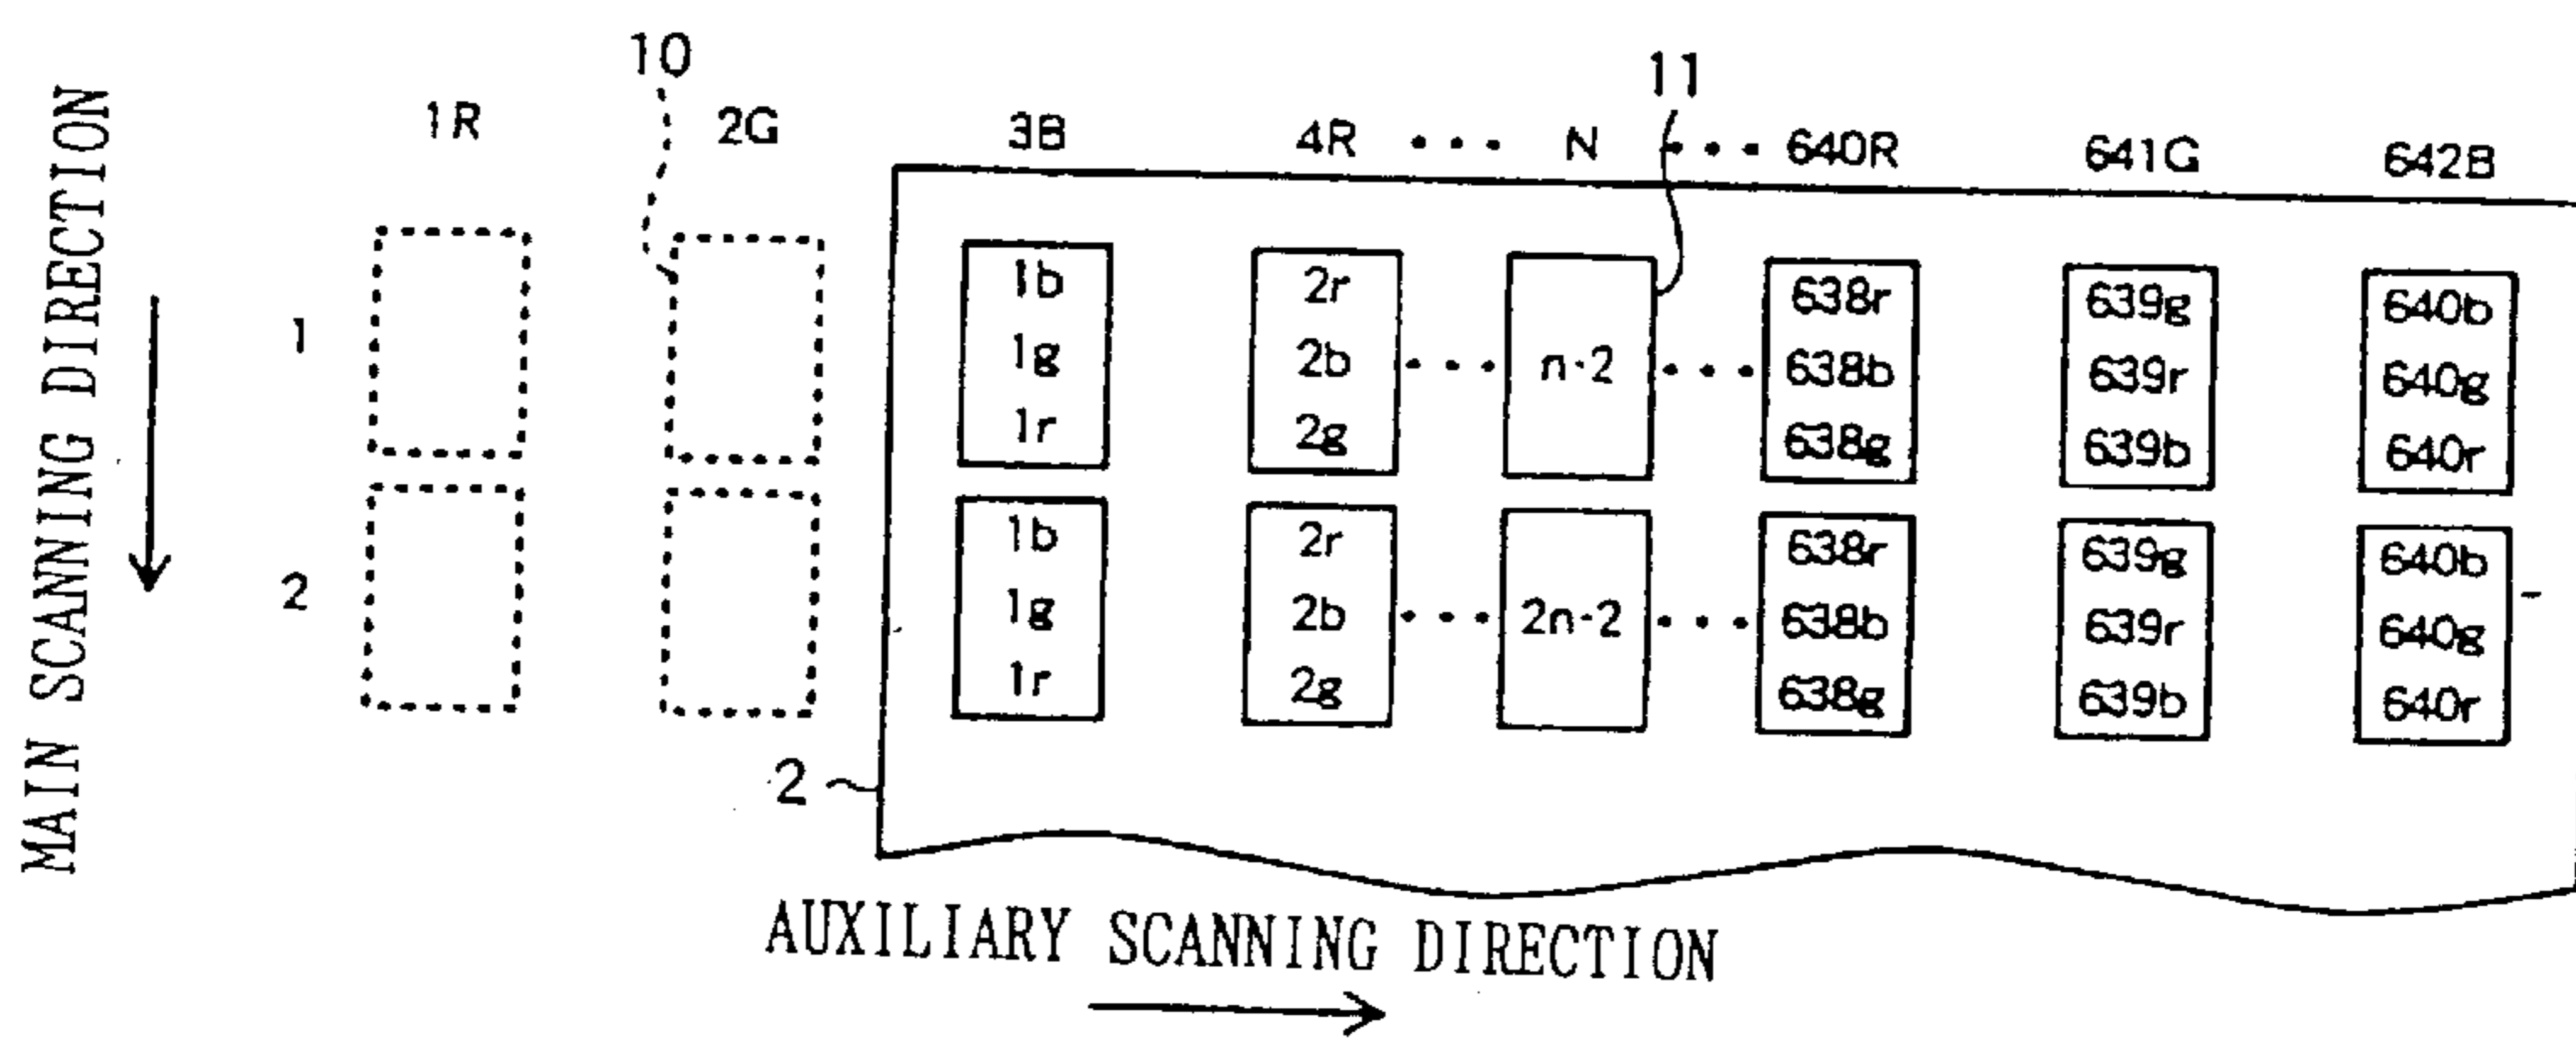 10
11
1R 2G 3B 4R ··· N ··· 640R 641G 642B
MAIN SCANNING DIRECTION
1
1b 2r 638r 639g 640b
1g 2b ··· n-2 ··· 638b 639r 640g
1r 2g 638g 639b 640r
2
1b 2r 638r 639g 640b
1g 2b ··· 2n-2 ··· 638b 639r 640g
1r 2g 638g 639b 640r
2
AUXILIARY SCANNING DIRECTION